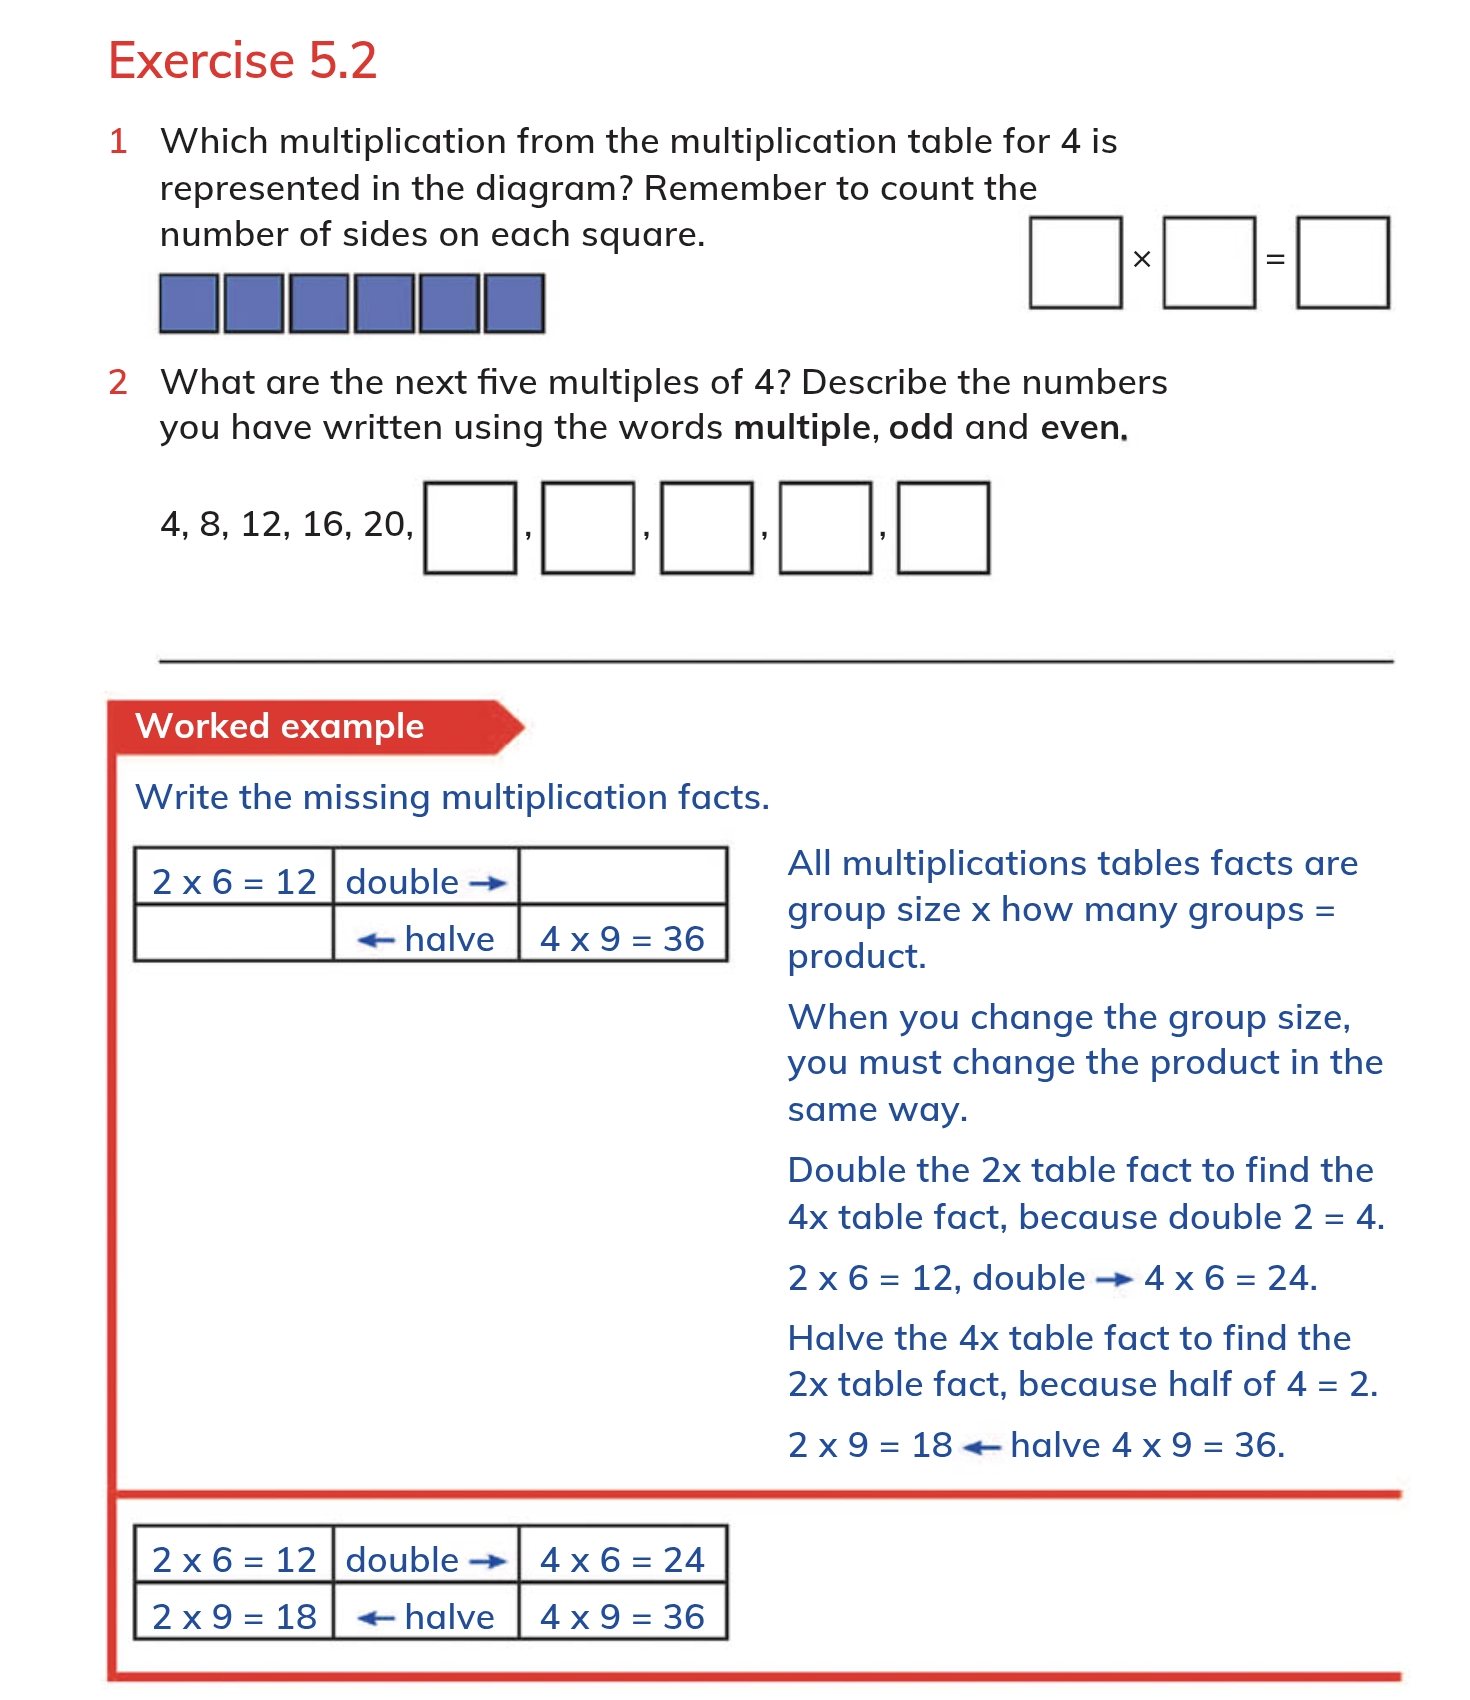 Exercise 5.2
1 Which multiplication from the multiplication table for 4 is
represented in the diagram? Remember to count the
number of sides on each square.
× =
2 What are the next five multiples of 4? Describe the numbers
you have written using the words multiple, odd and even.
4, 8, 12, 16, 20, , , , ,
Worked example
Write the missing multiplication facts.
2 x 6 = 12 double →
← halve 4 x 9 = 36
All multiplications tables facts are
group size x how many groups =
product.
When you change the group size,
you must change the product in the
same way.
Double the 2x table fact to find the
4x table fact, because double 2 = 4.
2 x 6 = 12, double → 4 x 6 = 24.
Halve the 4x table fact to find the
2x table fact, because half of 4 = 2.
2 x 9 = 18 ← halve 4 x 9 = 36.
2 x 6 = 12 double → 4 x 6 = 24
2 x 9 = 18 ← halve 4 x 9 = 36